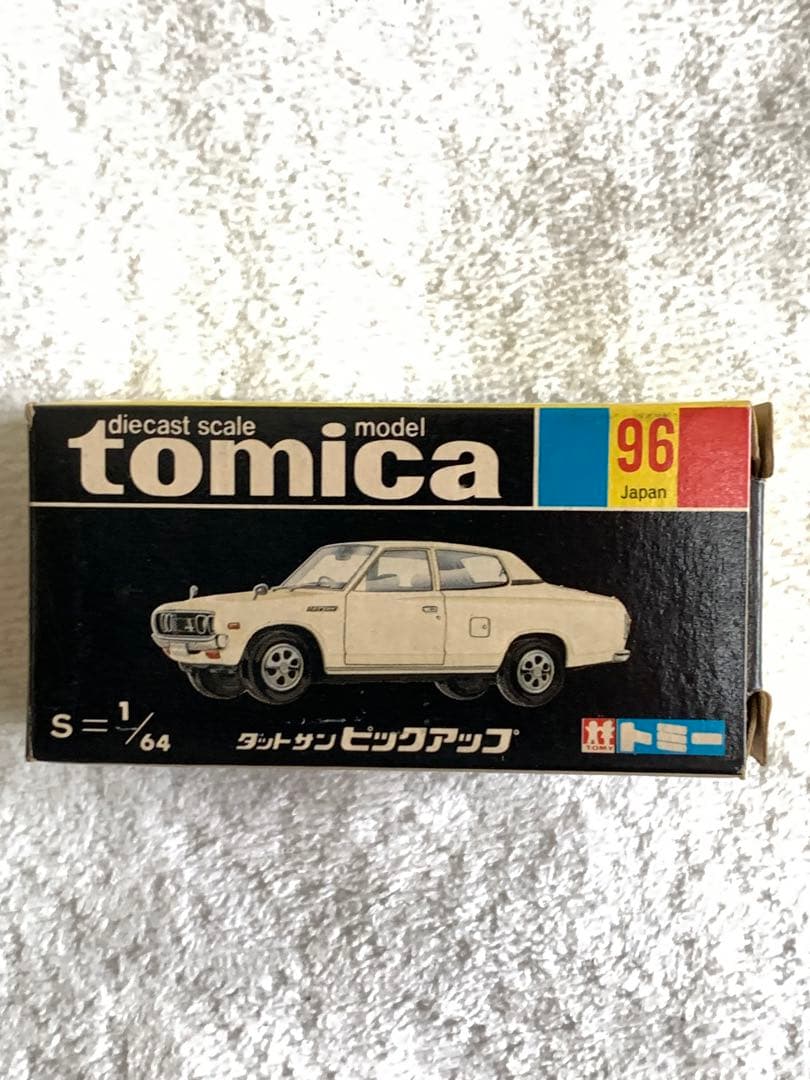 diecast scale model
tomica
96
Japan
S=1/64
ダットサン ピックアップ
TOMY
トミー